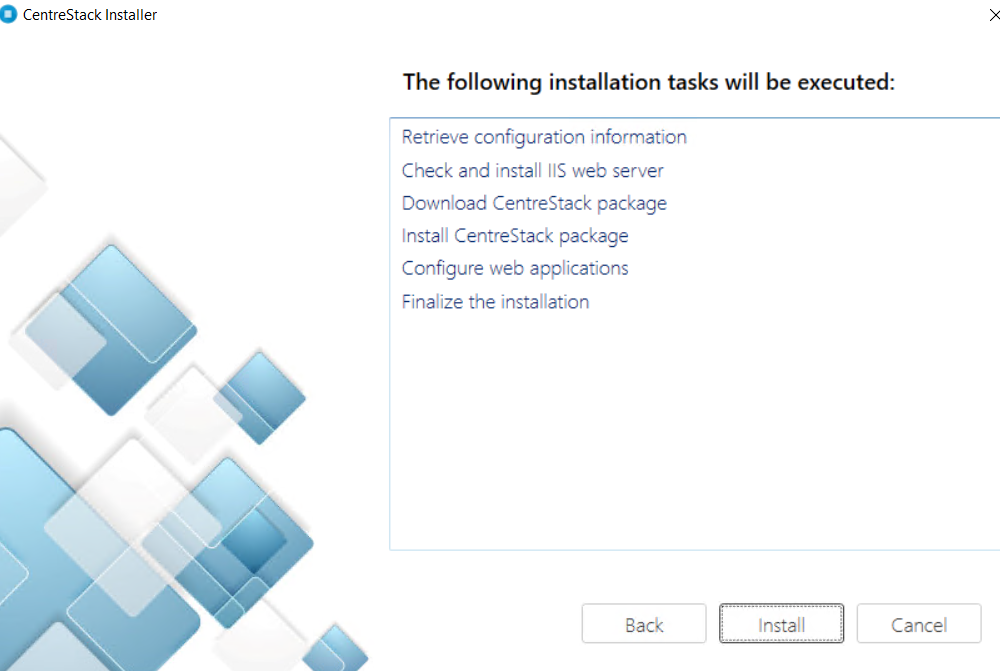 CentreStack Installer
The following installation tasks will be executed:
Retrieve configuration information
Check and install IIS web server
Download CentreStack package
Install CentreStack package
Configure web applications
Finalize the installation
Back Install Cancel